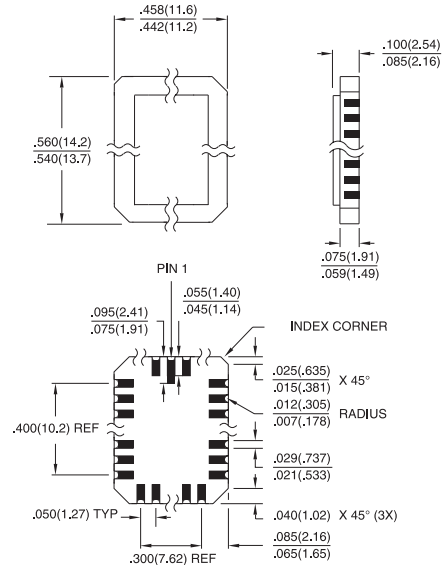 .458(11.6)
.442(11.2)
.100(2.54)
.085(2.16)
.560(14.2)
.540(13.7)
.075(1.91)
.059(1.49)
PIN 1
.055(1.40)
.045(1.14)
.095(2.41)
.075(1.91)
INDEX CORNER
.025(.635)
.015(.381)
X 45°
.012(.305)
.007(.178)
RADIUS
.400(10.2) REF
.029(.737)
.021(.533)
.050(1.27) TYP
.040(1.02) X 45° (3X)
.085(2.16)
.065(1.65)
.300(7.62) REF